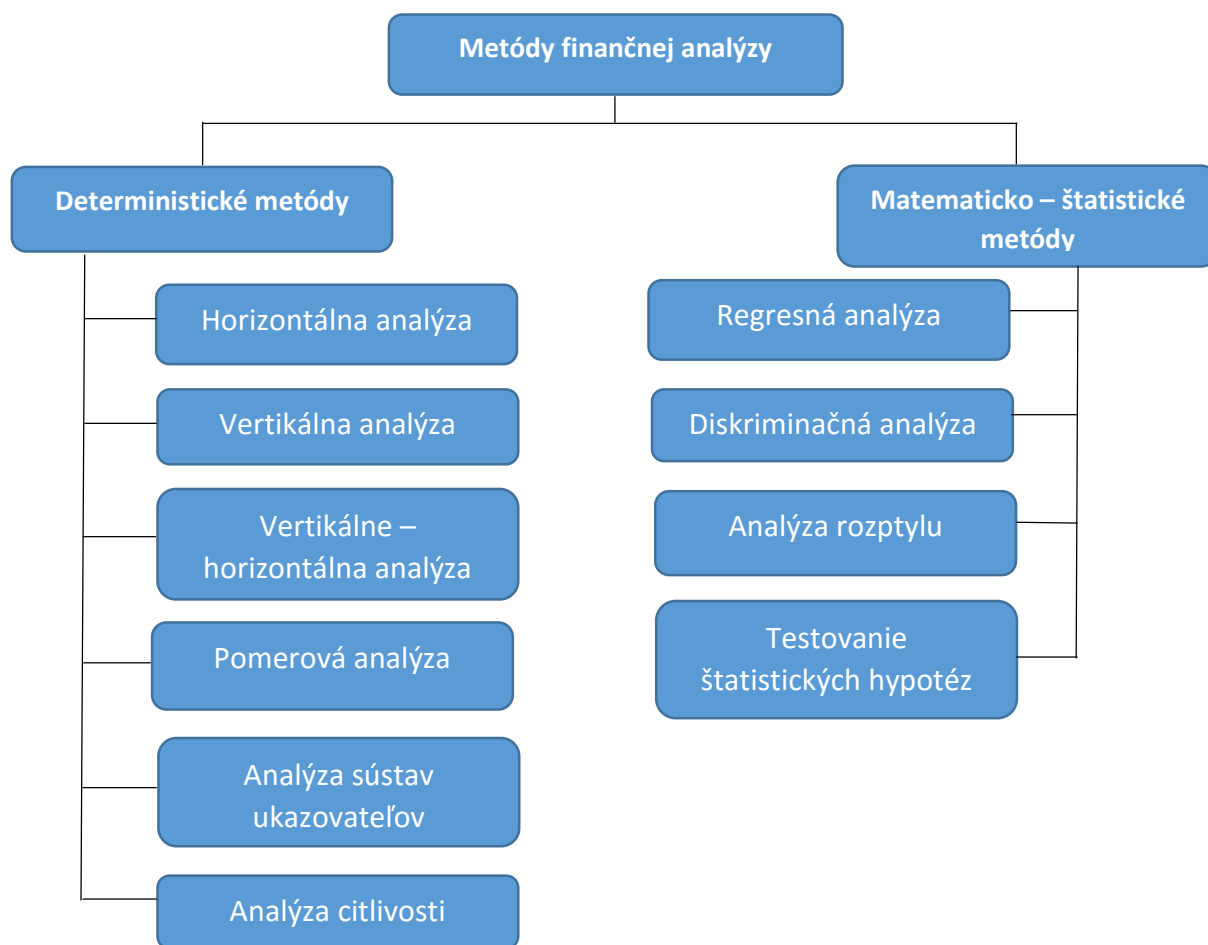 Metódy finančnej analýzy
Deterministické metódy
Horizontálna analýza
Vertikálna analýza
Vertikálne –
horizontálna analýza
Pomerová analýza
Analýza sústav
ukazovateľov
Analýza citlivosti
Matematicko – štatistické
metódy
Regresná analýza
Diskriminačná analýza
Analýza rozptylu
Testovanie
štatistických hypotéz